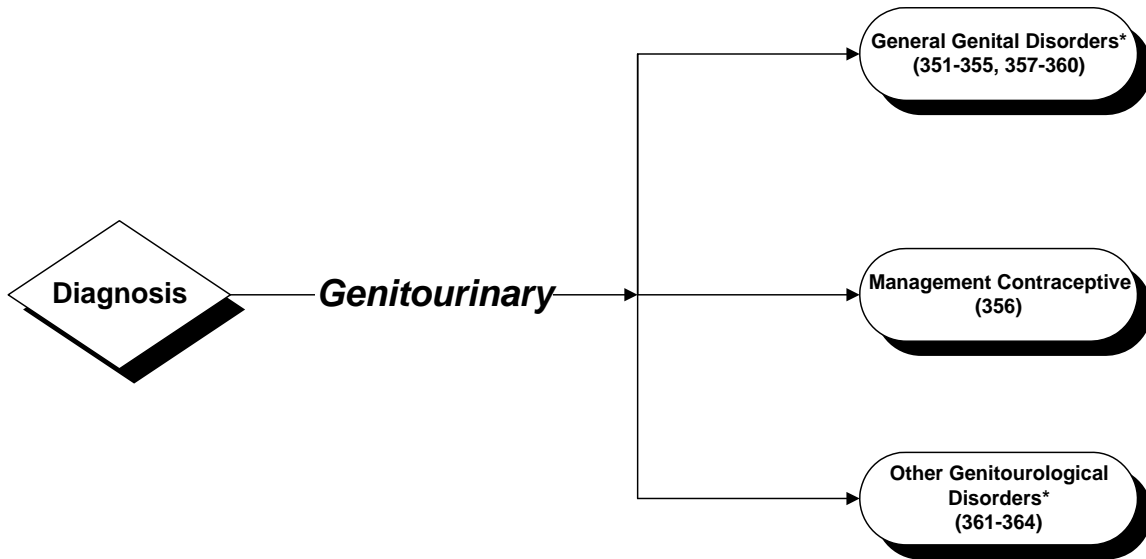 General Genital Disorders*
(351-355, 357-360)
Diagnosis
Genitourinary
Management Contraceptive
(356)
Other Genitourological
Disorders*
(361-364)